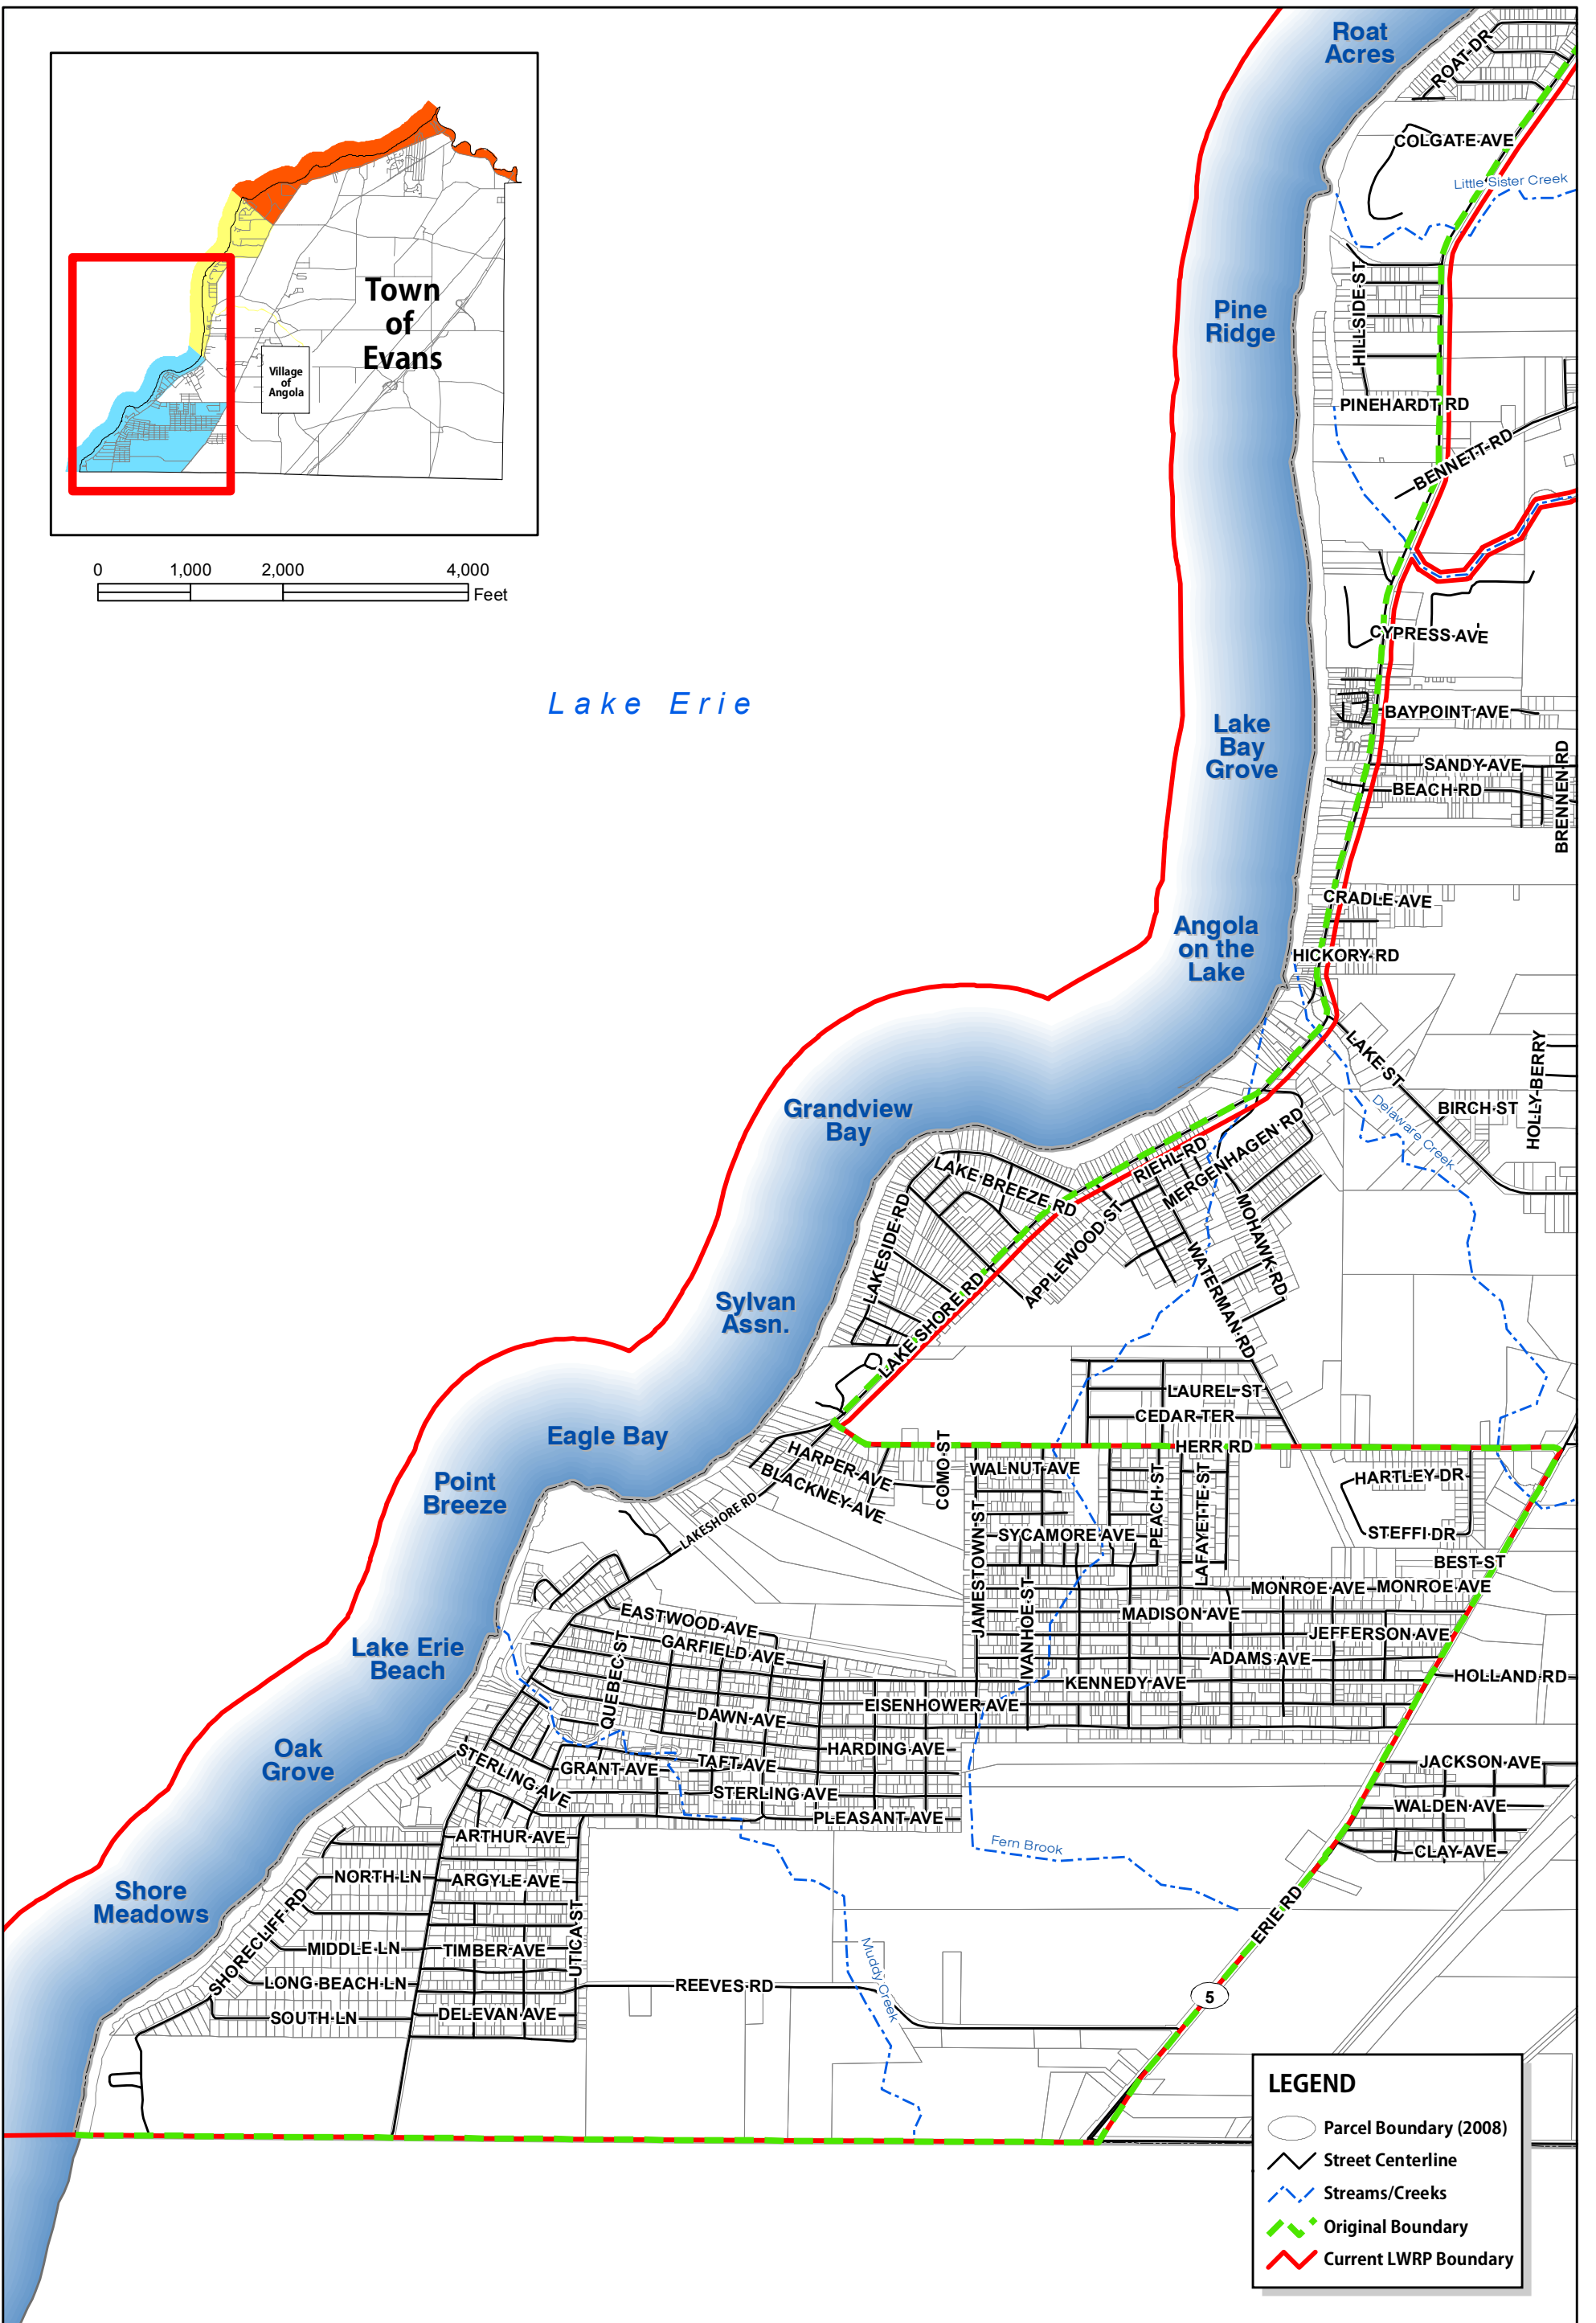 Roat
Acres
ROAT DR
COLGATE AVE
Little Sister Creek
Town
of
Evans
Village
of
Angola
HILLSIDE ST
Pine
Ridge
PINEHARDT RD
BENNETT RD
0 1,000 2,000 4,000
Feet
CYPRESS AVE
Lake Erie
BAYPOINT AVE
Lake
Bay
Grove
SANDY AVE
BEACH RD
BRENNEN RD
CRADLE AVE
Angola
on the
Lake
HICKORY RD
LAKE ST
HOLLY BERRY
Delaware Creek
BIRCH ST
Grandview
Bay
RIEHL RD
MERGENHAGEN RD
LAKE BREEZE RD
LAKESIDE RD
APPLEWOOD ST
MOHAWK RD
WATERMAN RD
Sylvan
Assn.
LAKE SHORE RD
LAUREL ST
CEDAR TER
HERR RD
Eagle Bay
Point
Breeze
HARPER AVE
BLACKNEY AVE
COMO ST
WALNUT AVE
LAKESHORE RD
HARTLEY DR
PEACH ST
LAFAYETTE ST
SYCAMORE AVE
JAMESTOWN ST
STEFFI DR
BEST ST
MONROE AVE
MONROE AVE
IVANHOE ST
MADISON AVE
EASTWOOD AVE
JEFFERSON AVE
Lake Erie
Beach
QUEBEC ST
GARFIELD AVE
ADAMS AVE
HOLLAND RD
KENNEDY AVE
EISENHOWER AVE
DAWN AVE
Oak
Grove
STERLING AVE
HARDING AVE
GRANT AVE
TAFT AVE
JACKSON AVE
STERLING AVE
WALDEN AVE
PLEASANT AVE
ARTHUR AVE
Fern Brook
CLAY AVE
NORTH LN
ARGYLE AVE
Shore
Meadows
SHORECLIFF RD
UTICA ST
ERIE RD
MIDDLE LN
TIMBER AVE
Muddy Creek
LONG BEACH LN
REEVES RD
5
SOUTH LN
DELEVAN AVE
LEGEND
Parcel Boundary (2008)
Street Centerline
Streams/Creeks
Original Boundary
Current LWRP Boundary